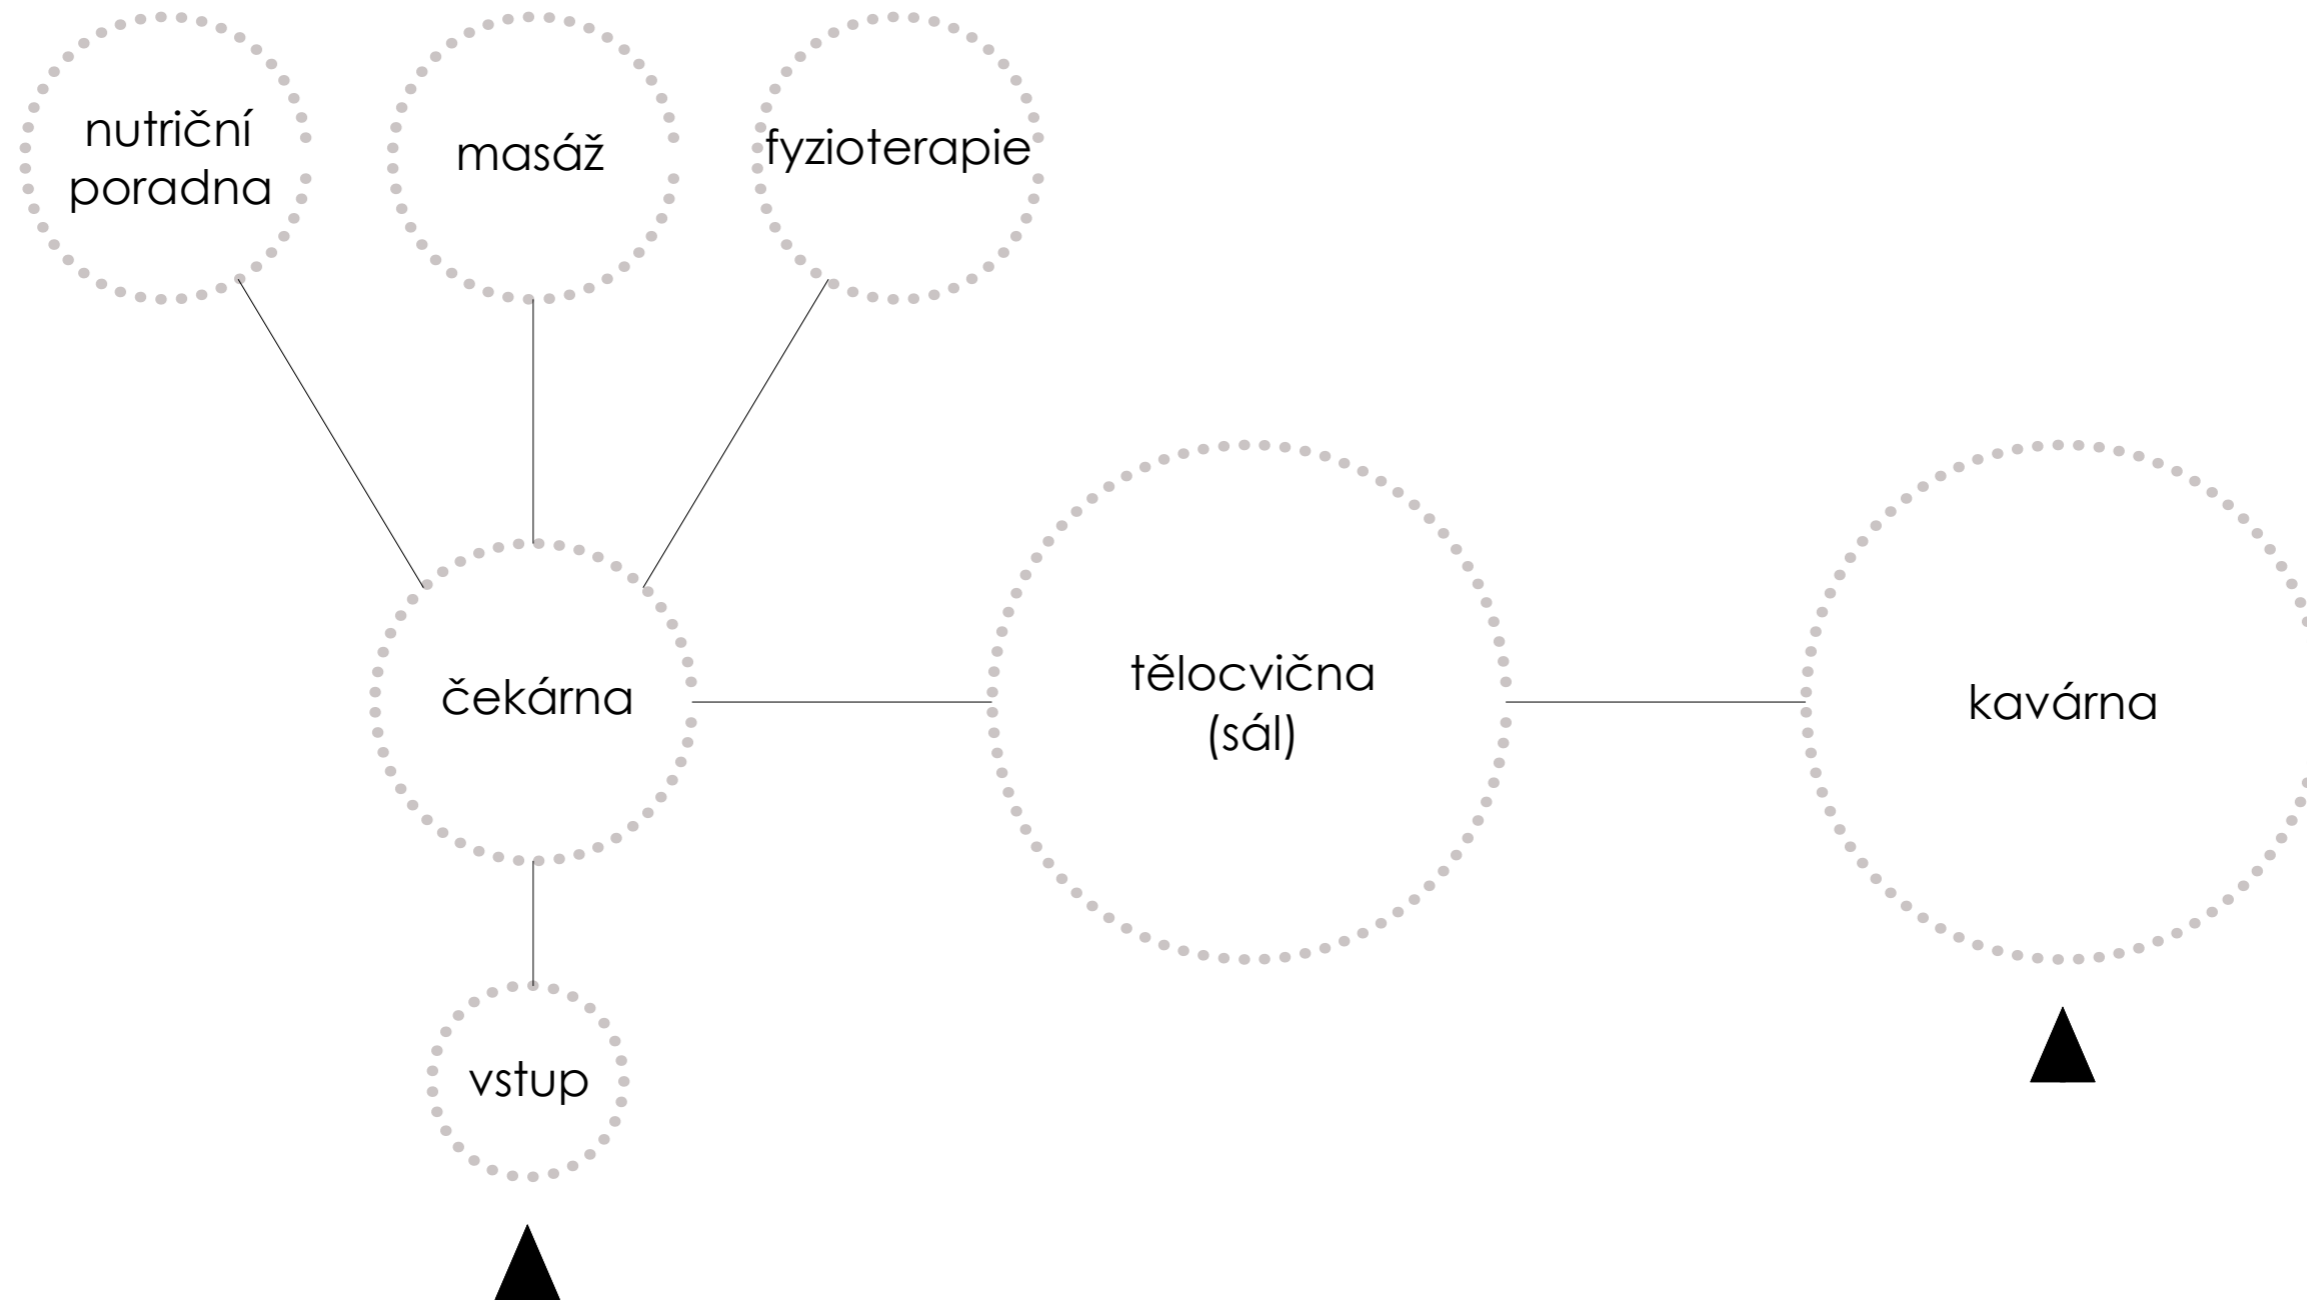 nutriční
poradna
masáž
fyzioterapie
čekárna
tělocvična
(sál)
kavárna
vstup